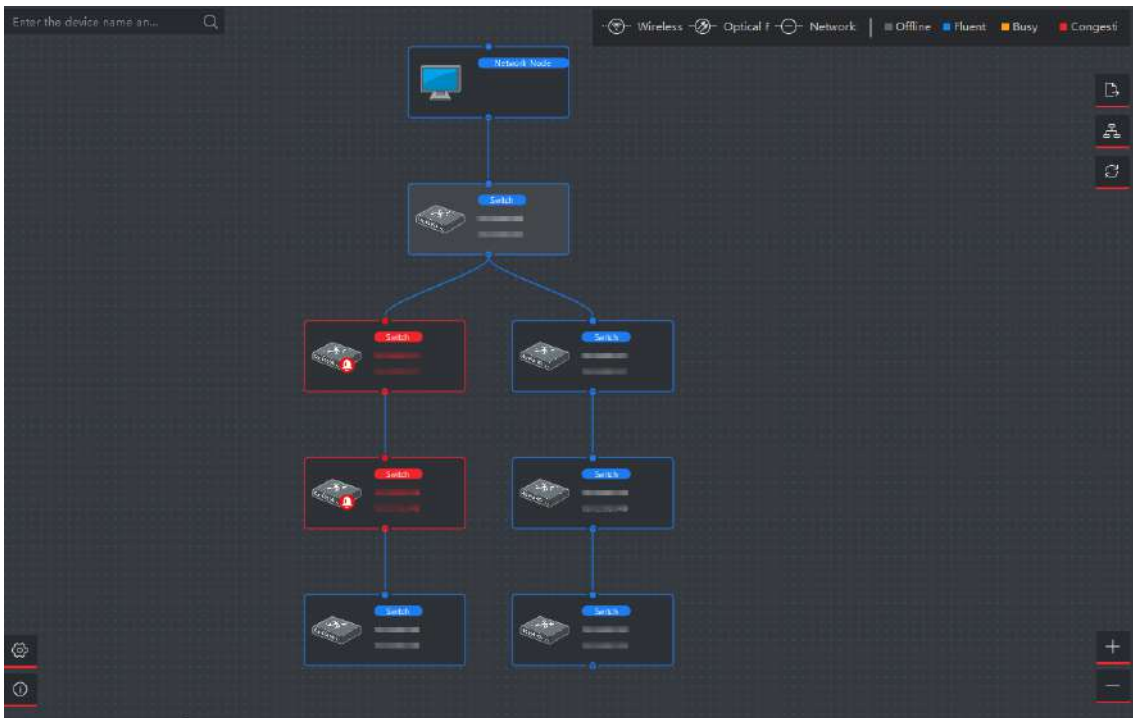 Enter the device name an...
Wireless Optical F Network Offline Fluent Busy Congesti
Network Node
Switch
Switch Switch
Switch Switch
Switch Switch